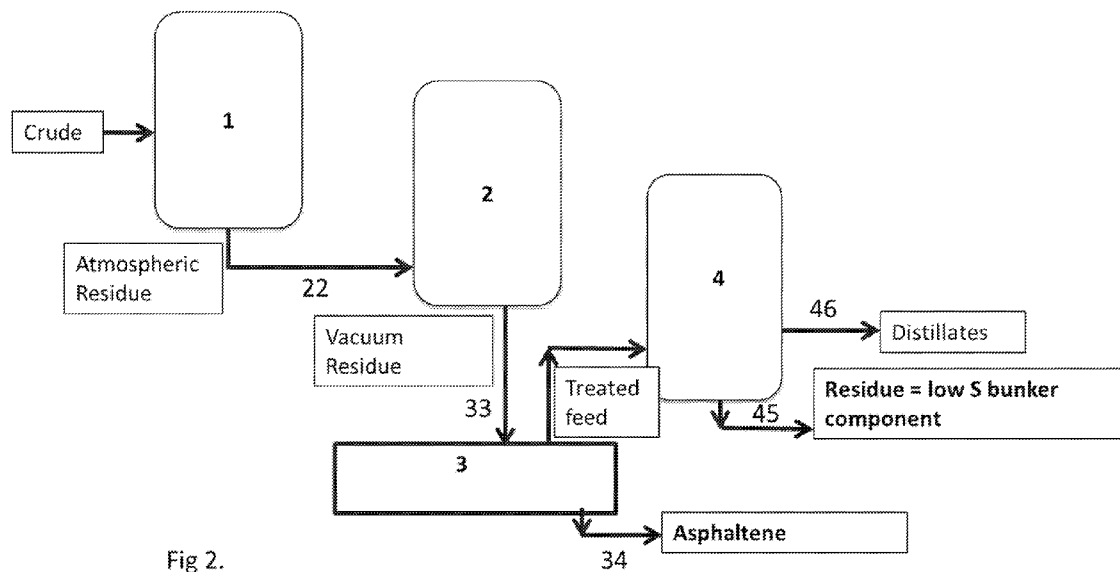 1
Crude
2
Atmospheric
Residue
22
4
46
Distillates
Vacuum
Residue
Treated
feed
33
45
Residue = low S bunker
component
3
Asphaltene
34
Fig 2.